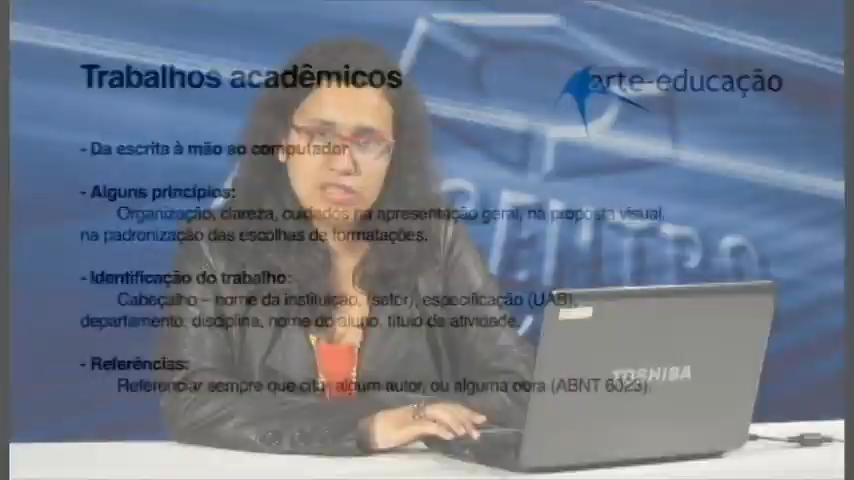 Trabalhos acadêmicos
arte-educação
- Da escrita à mão ao computador
- Alguns princípios:
Organização, clareza, cuidados na apresentação geral, na proposta visual,
na padronização das escolhas de formatações.
- Identificação do trabalho:
Cabeçalho – nome da instituição, (setor), especificação (UAB),
departamento, disciplina, nome do aluno, título da atividade.
- Referências:
Referenciar sempre que citar algum autor, ou alguma obra (ABNT 6023).
CENTRO
TOSHIBA